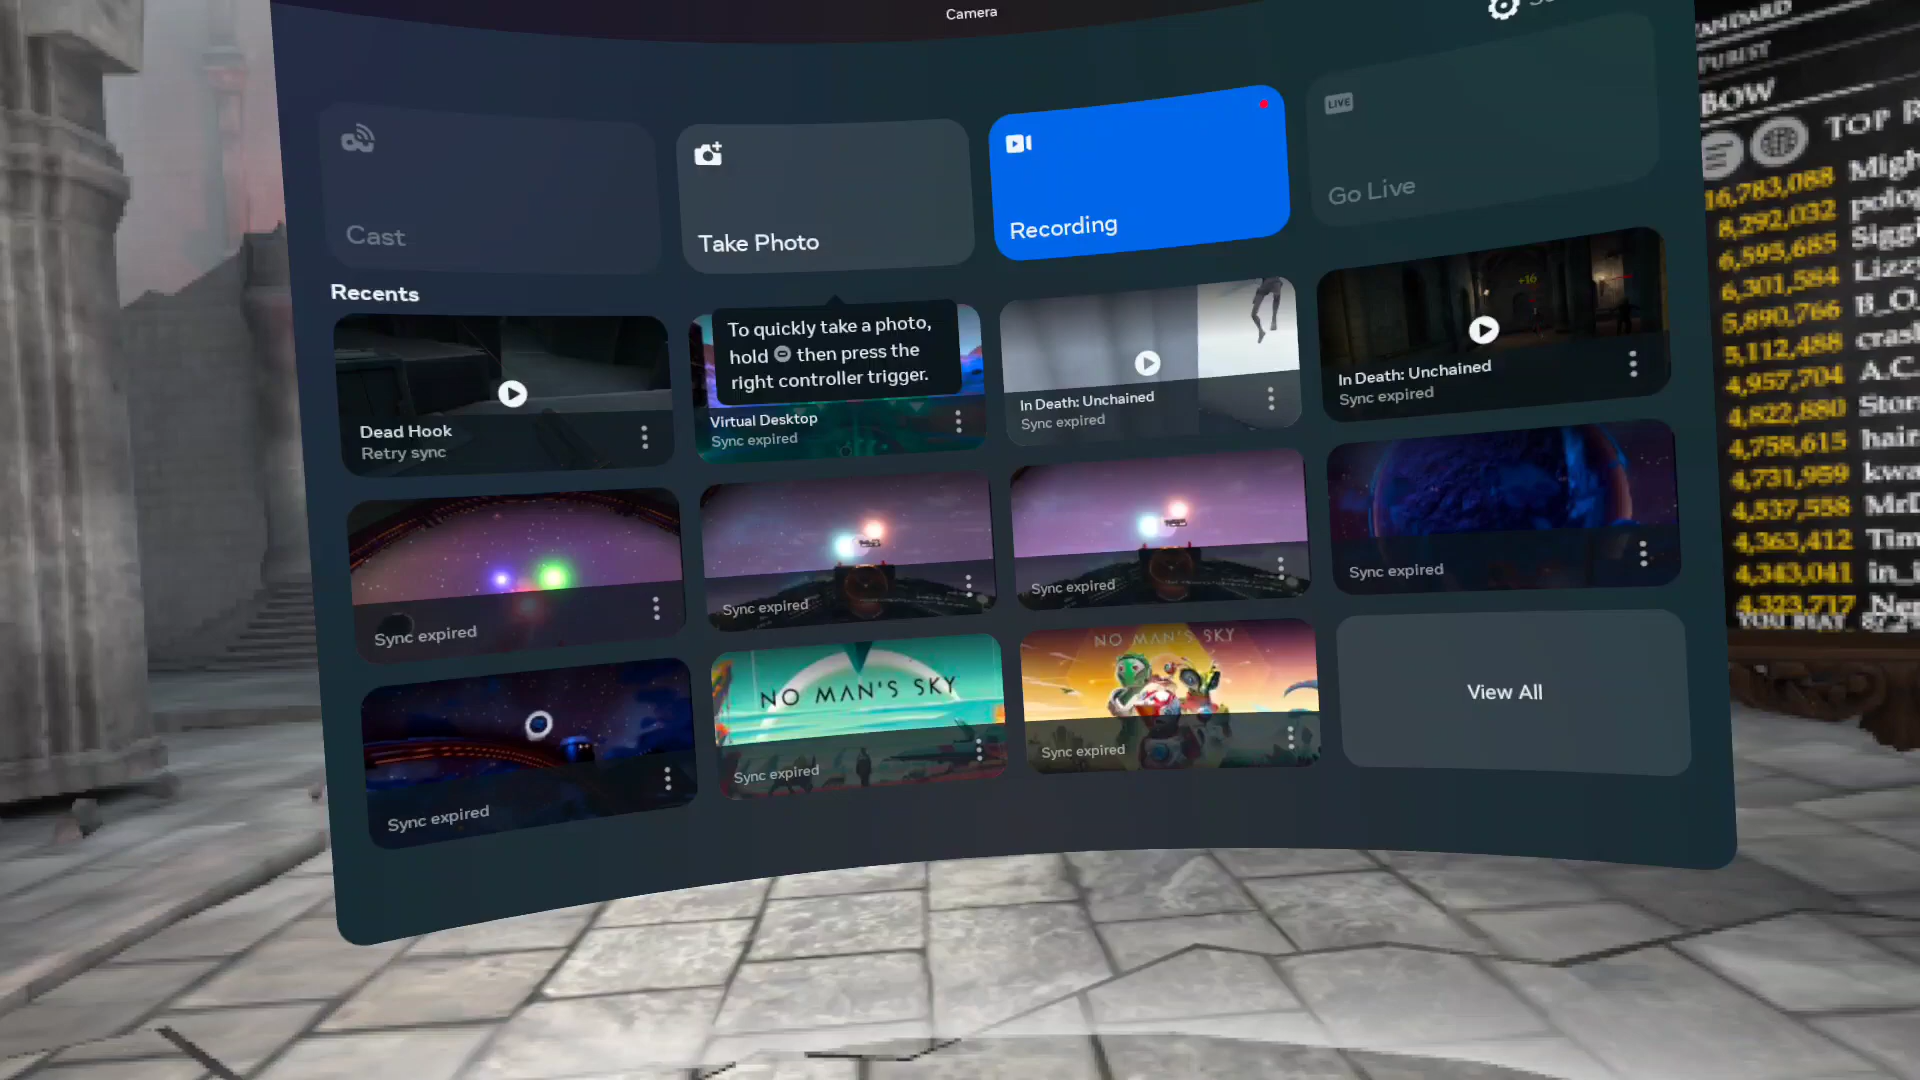 Camera
Cast
Take Photo
Recording
LIVE
Go Live
Recents
To quickly take a photo,
hold then press the
right controller trigger.
Dead Hook
Retry sync
Virtual Desktop
Sync expired
In Death: Unchained
Sync expired
+16
In Death: Unchained
Sync expired
Sync expired
Sync expired
Sync expired
Sync expired
Sync expired
NO MAN'S SKY
Sync expired
NO MAN'S SKY
Sync expired
View All
BOW
TOP
16,783,088
8,292,032
6,595,685
6,301,584
5,890,766
5,112,488
4,957,704
4,822,880
4,758,615
4,731,959
4,537,558
4,363,412
4,343,041
4,323,717
YOU MAY